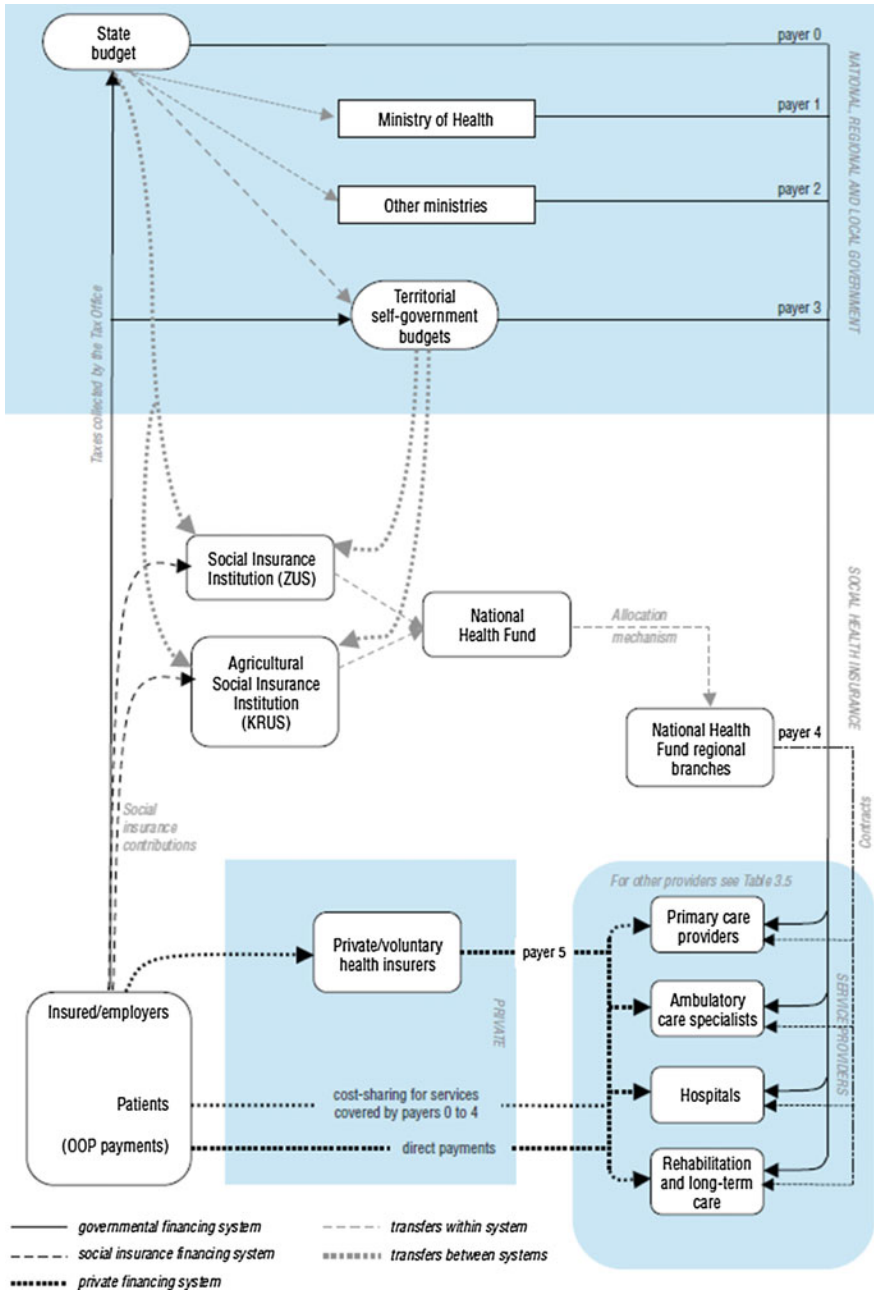 State
budget
payer 0
Ministry of Health
payer 1
Other ministries
payer 2
Territorial
self-government
budgets
payer 3
NATIONAL, REGIONAL AND LOCAL GOVERNMENT
Taxes collected by the Tax Office
Social Insurance
Institution (ZUS)
Agricultural
Social Insurance
Institution
(KRUS)
National
Health Fund
Allocation
mechanism
National Health
Fund regional
branches
payer 4
SOCIAL HEALTH INSURANCE
Contracts
Social
insurance
contributions
For other providers see Table 3.5
Primary care
providers
Private/voluntary
health insurers
payer 5
PRIVATE
Ambulatory
care specialists
SERVICE PROVIDERS
Insured/employers
Patients
(OOP payments)
cost-sharing for services
covered by payers 0 to 4
direct payments
Hospitals
Rehabilitation
and long-term
care
governmental financing system
social insurance financing system
private financing system
transfers within system
transfers between systems